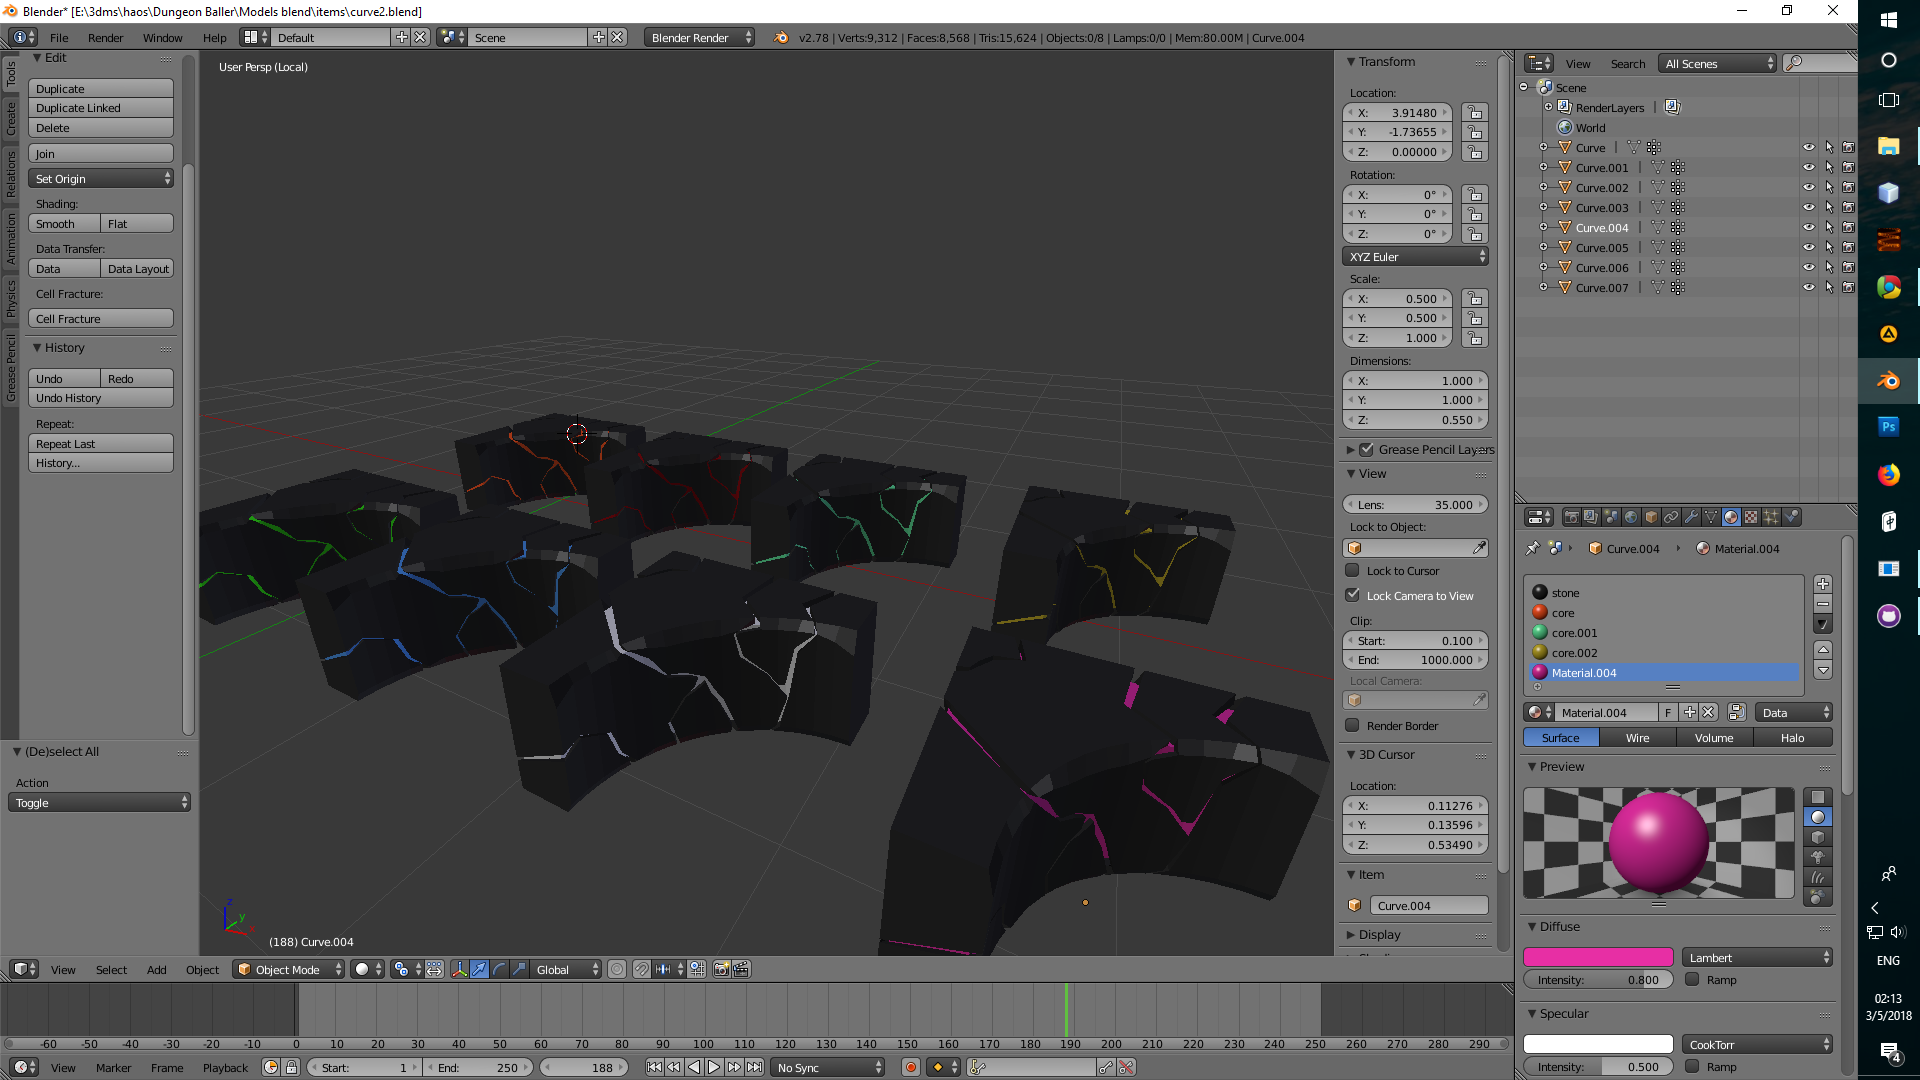 Blender* [E:\3dms\haos\Dungeon Baller\Models blend\items\curve2.blend]
File Render Window Help Default Scene Blender Render v2.78 | Verts:9,312 | Faces:8,568 | Tris:15,624 | Objects:0/8 | Lamps:0/0 | Mem:80.00M | Curve.004
Tools
Create
Relations
Animation
Physics
Grease Pencil
Edit
Duplicate
Duplicate Linked
Delete
Join
Set Origin
Shading:
Smooth Flat
Data Transfer:
Data Data Layout
Cell Fracture:
Cell Fracture
History
Undo Redo
Undo History
Repeat:
Repeat Last
History...
(De)select All
Action
Toggle
User Persp (Local)
z
y
(188) Curve.004
Transform
Location:
X: 3.91480
Y: -1.73655
Z: 0.00000
Rotation:
X: 0°
Y: 0°
Z: 0°
XYZ Euler
Scale:
X: 0.500
Y: 0.500
Z: 1.000
Dimensions:
X: 1.000
Y: 1.000
Z: 0.550
Grease Pencil Layers
View
Lens: 35.000
Lock to Object:
Lock to Cursor
Lock Camera to View
Clip:
Start: 0.100
End: 1000.000
Local Camera:
Render Border
3D Cursor
Location:
X: 0.11276
Y: 0.13596
Z: 0.53490
Item
Curve.004
Display
View Search All Scenes
Scene
RenderLayers |
World
Curve |
Curve.001 |
Curve.002 |
Curve.003 |
Curve.004 |
Curve.005 |
Curve.006 |
Curve.007 |
Curve.004 Material.004
stone
core
core.001
core.002
Material.004
Material.004 F Data
Surface Wire Volume Halo
Preview
Diffuse
Lambert
Intensity: 0.800 Ramp
Specular
CookTorr
Intensity: 0.500 Ramp
View Select Add Object Object Mode Global
-60 -50 -40 -30 -20 -10 0 10 20 30 40 50 60 70 80 90 100 110 120 130 140 150 160 170 180 190 200 210 220 230 240 250 260 270 280 290
View Marker Frame Playback Start: 1 End: 250 188 No Sync
Ps
ENG
02:13
3/5/2018
4